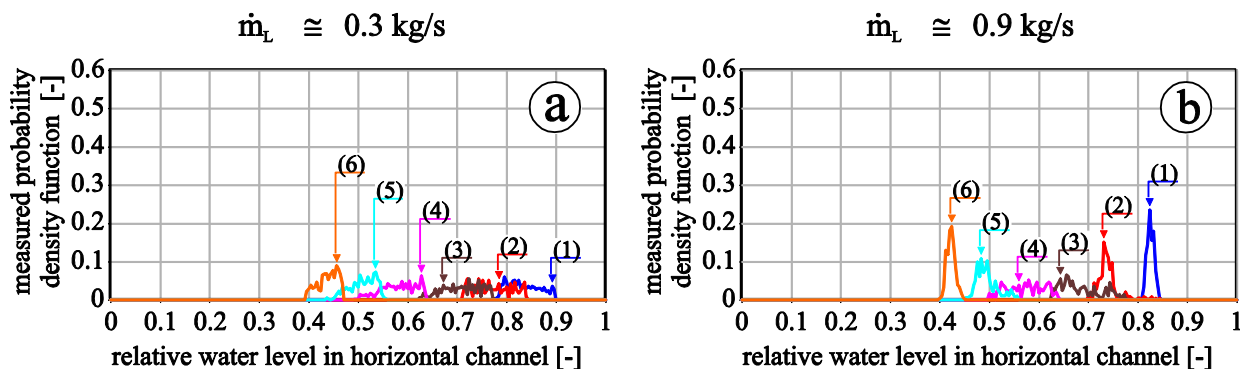 ṁL ≅ 0.3 kg/s
measured probability
density function [-]
0.6
0.5
0.4
0.3
0.2
0.1
0
a
(6)
(5)
(4)
(3)
(2)
(1)
0 0.1 0.2 0.3 0.4 0.5 0.6 0.7 0.8 0.9 1
relative water level in horizontal channel [-]
ṁL ≅ 0.9 kg/s
measured probability
density function [-]
0.6
0.5
0.4
0.3
0.2
0.1
0
b
(6)
(5)
(4)
(3)
(2)
(1)
0 0.1 0.2 0.3 0.4 0.5 0.6 0.7 0.8 0.9 1
relative water level in horizontal channel [-]